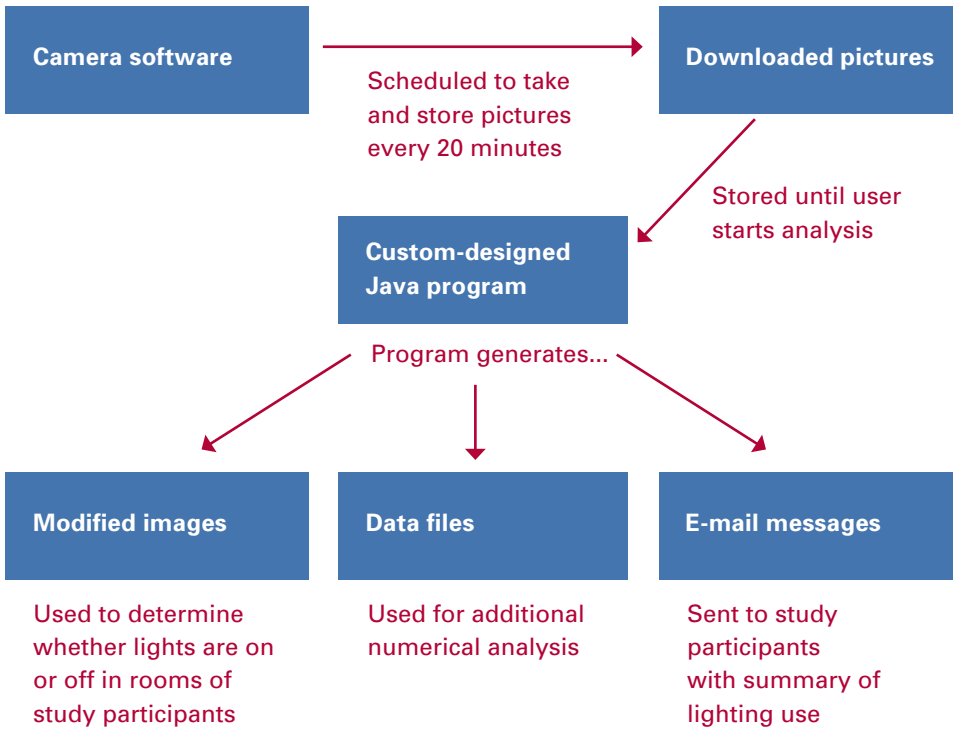 Camera software
Scheduled to take
and store pictures
every 20 minutes
Downloaded pictures
Stored until user
starts analysis
Custom-designed
Java program
Program generates...
Modified images
Used to determine
whether lights are on
or off in rooms of
study participants
Data files
Used for additional
numerical analysis
E-mail messages
Sent to study
participants
with summary of
lighting use